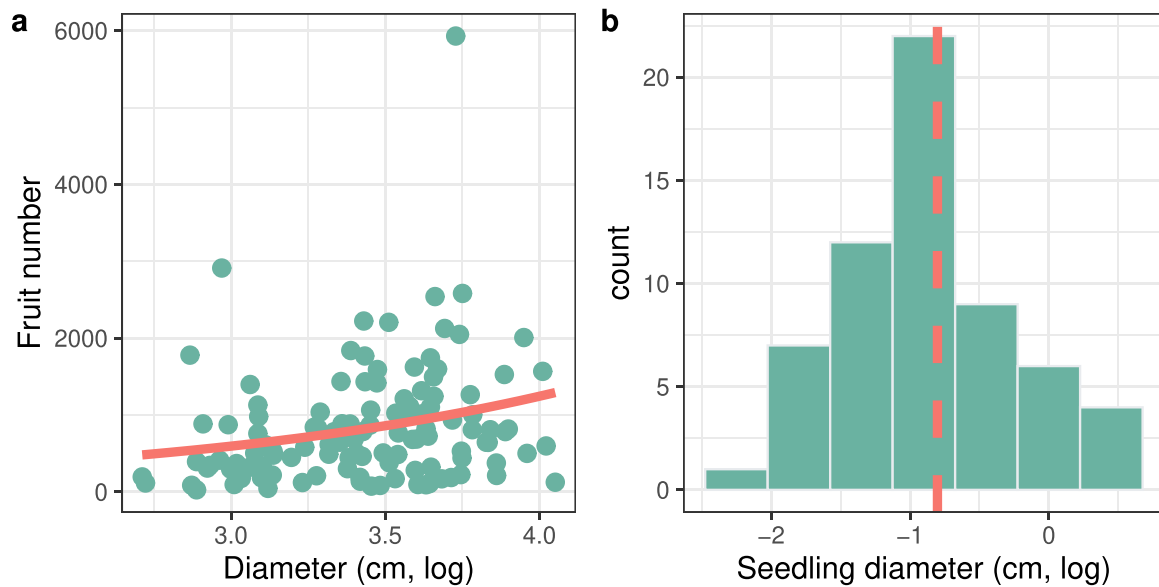 a
Fruit number
6000
4000
2000
0
3.0
3.5
4.0
Diameter (cm, log)
b
count
20
15
10
5
0
−2
−1
0
Seedling diameter (cm, log)